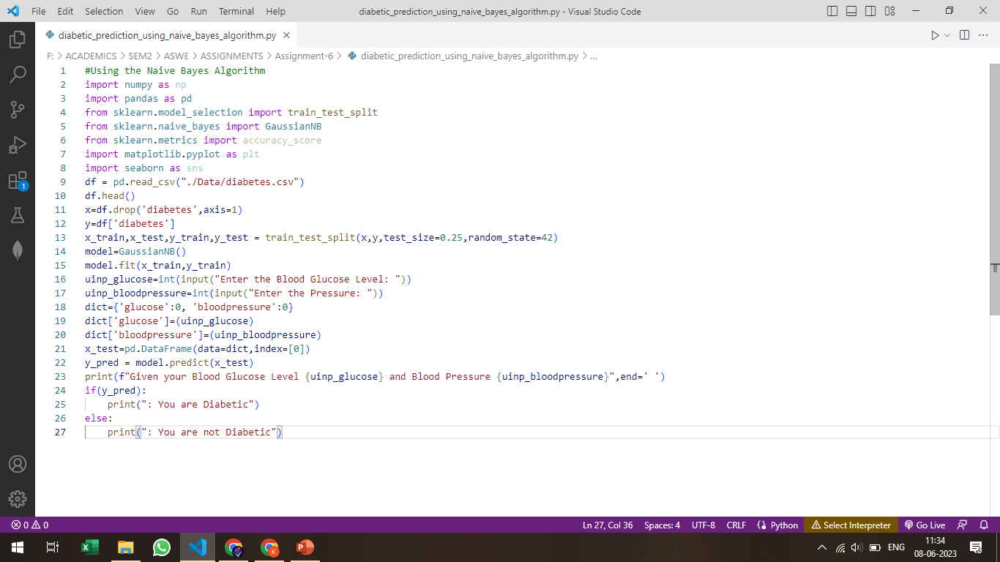 File Edit Selection View Go Run Terminal Help diabetic_prediction_using_naive_bayes_algorithm.py - Visual Studio Code
diabetic_prediction_using_naive_bayes_algorithm.py
F: > ACADEMICS > SEM2 > ASWE > ASSIGNMENTS > Assignment-6 > diabetic_prediction_using_naive_bayes_algorithm.py > ...
1 #Using the Naive Bayes Algorithm
2 import numpy as np
3 import pandas as pd
4 from sklearn.model_selection import train_test_split
5 from sklearn.naive_bayes import GaussianNB
6 from sklearn.metrics import accuracy_score
7 import matplotlib.pyplot as plt
8 import seaborn as sns
9 df = pd.read_csv("./Data/diabetes.csv")
10 df.head()
11 x=df.drop('diabetes',axis=1)
12 y=df['diabetes']
13 x_train,x_test,y_train,y_test = train_test_split(x,y,test_size=0.25,random_state=42)
14 model=GaussianNB()
15 model.fit(x_train,y_train)
16 uinp_glucose=int(input("Enter the Blood Glucose Level: "))
17 uinp_bloodpressure=int(input("Enter the Pressure: "))
18 dict={'glucose':0, 'bloodpressure':0}
19 dict['glucose']=(uinp_glucose)
20 dict['bloodpressure']=(uinp_bloodpressure)
21 x_test=pd.DataFrame(data=dict,index=[0])
22 y_pred = model.predict(x_test)
23 print(f"Given your Blood Glucose Level {uinp_glucose} and Blood Pressure {uinp_bloodpressure}",end=' ')
24 if(y_pred):
25     print(": You are Diabetic")
26 else:
27     print(": You are not Diabetic")
1
0 0 Ln 27, Col 36 Spaces: 4 UTF-8 CRLF Python Select Interpreter Go Live
K
P
ENG
11:34
08-06-2023